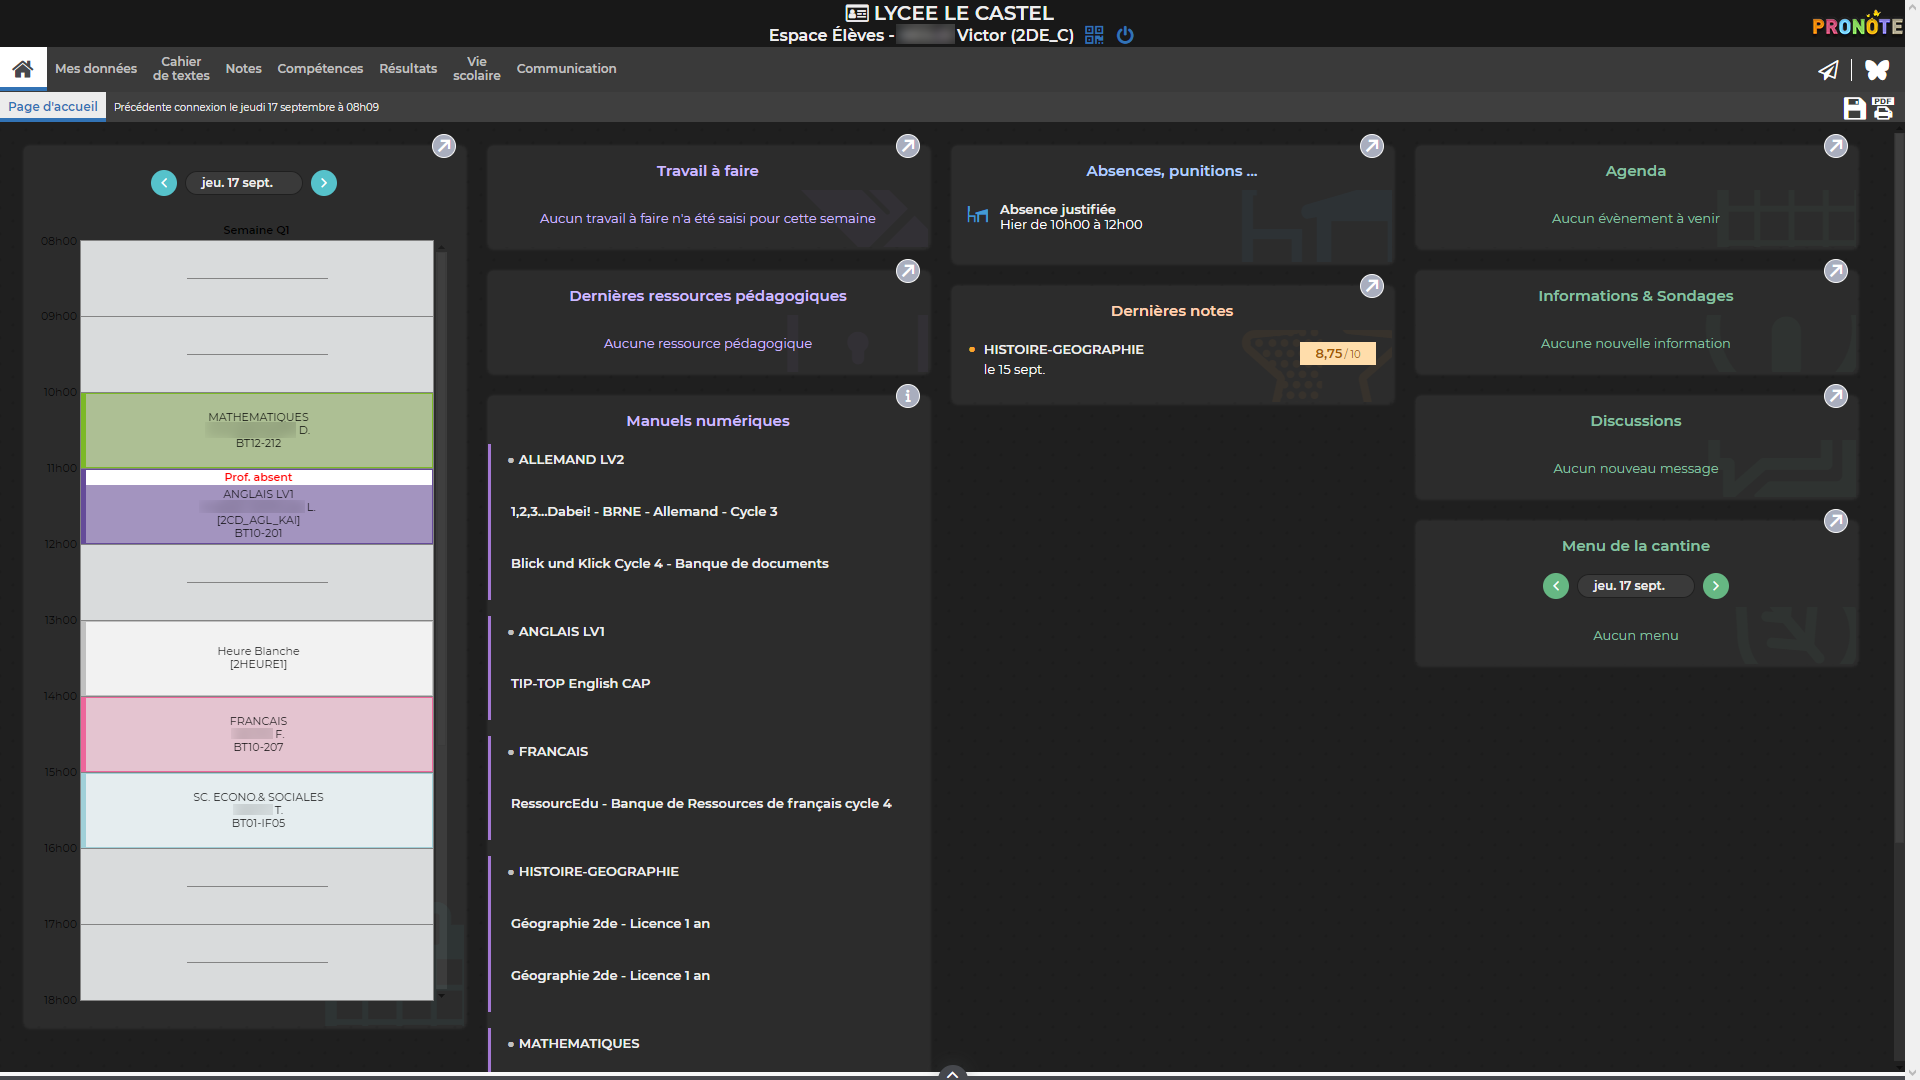 LYCEE LE CASTEL
Espace Élèves - Victor (2DE_C)
PRONOTE
Mes données
Cahier
de textes
Notes
Compétences
Résultats
Vie
scolaire
Communication
Page d'accueil
Précédente connexion le jeudi 17 septembre à 08h09
PDF
jeu. 17 sept.
Semaine Q1
08h00
09h00
10h00
MATHEMATIQUES
D.
BT12-212
11h00
Prof. absent
ANGLAIS LV1
L.
[2CD_AGL_KAI]
BT10-201
12h00
13h00
Heure Blanche
[2HEURE1]
14h00
FRANCAIS
F.
BT10-207
15h00
SC. ECONO.& SOCIALES
T.
BT01-IF05
16h00
17h00
18h00
Travail à faire
Aucun travail à faire n'a été saisi pour cette semaine
Dernières ressources pédagogiques
Aucune ressource pédagogique
Manuels numériques
ALLEMAND LV2
1,2,3...Dabei! - BRNE - Allemand - Cycle 3
Blick und Klick Cycle 4 - Banque de documents
ANGLAIS LV1
TIP-TOP English CAP
FRANCAIS
RessourcEdu - Banque de Ressources de français cycle 4
HISTOIRE-GEOGRAPHIE
Géographie 2de - Licence 1 an
Géographie 2de - Licence 1 an
MATHEMATIQUES
Absences, punitions ...
Absence justifiée
Hier de 10h00 à 12h00
Dernières notes
HISTOIRE-GEOGRAPHIE
8,75/10
le 15 sept.
Agenda
Aucun évènement à venir
Informations & Sondages
Aucune nouvelle information
Discussions
Aucun nouveau message
Menu de la cantine
jeu. 17 sept.
Aucun menu